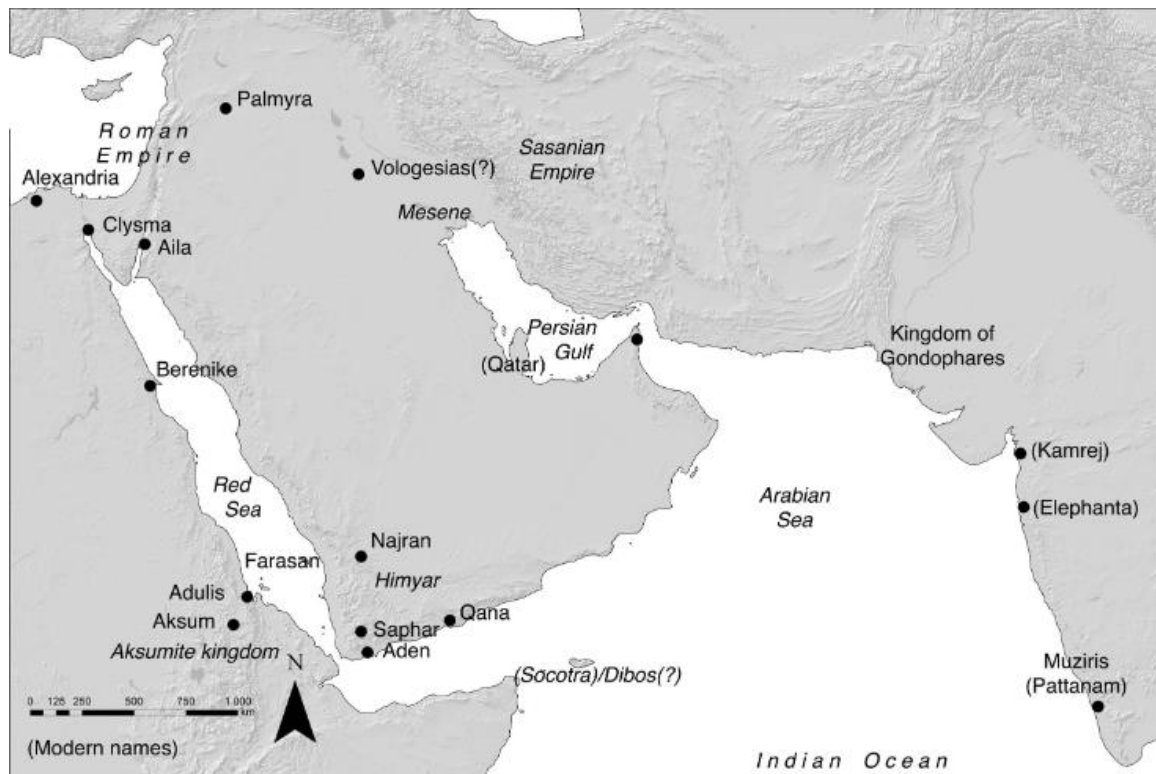 Palmyra
Roman
Empire
Sasanian
Empire
Vologesias(?)
Alexandria
Mesene
Clysma
Aila
Persian
Gulf
(Qatar)
Kingdom of
Gondophares
Berenike
(Kamrej)
Red
Sea
Arabian
Sea
(Elephanta)
Najran
Farasan
Himyar
Adulis
Aksum
Qana
Saphar
Aksumite kingdom
Aden
N
(Socotra)/Dibos(?)
Muziris
(Pattanam)
0 125 250 500 750 1.000
km
(Modern names)
Indian Ocean